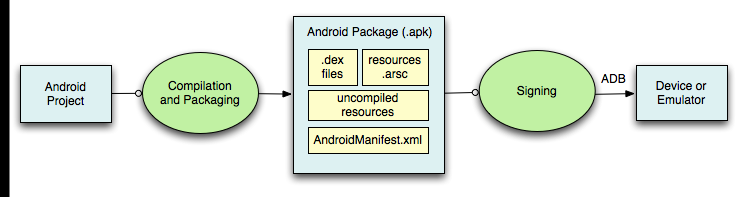 Android
Project
Compilation
and Packaging
Android Package (.apk)
.dex
files
resources
.arsc
uncompiled
resources
AndroidManifest.xml
Signing
ADB
Device or
Emulator